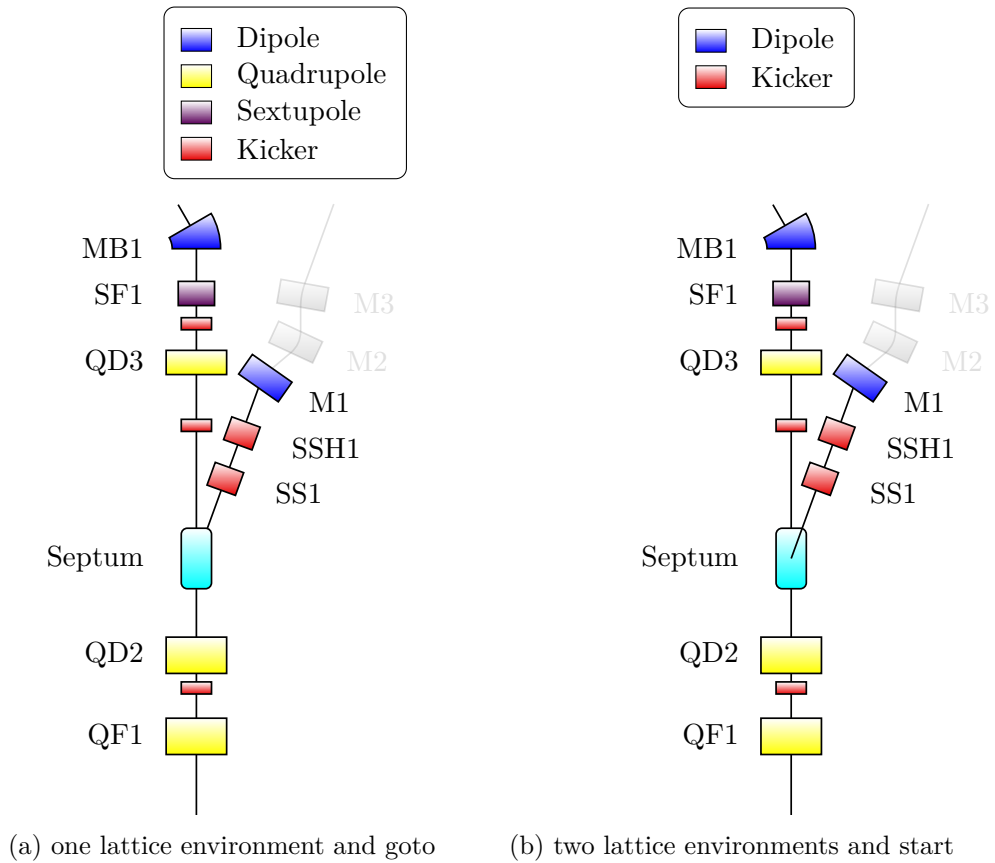 Dipole
Quadrupole
Sextupole
Kicker
MB1
SF1
M3
QD3
M2
M1
SSH1
SS1
Septum
QD2
QF1
(a) one lattice environment and goto
Dipole
Kicker
MB1
SF1
M3
QD3
M2
M1
SSH1
SS1
Septum
QD2
QF1
(b) two lattice environments and start